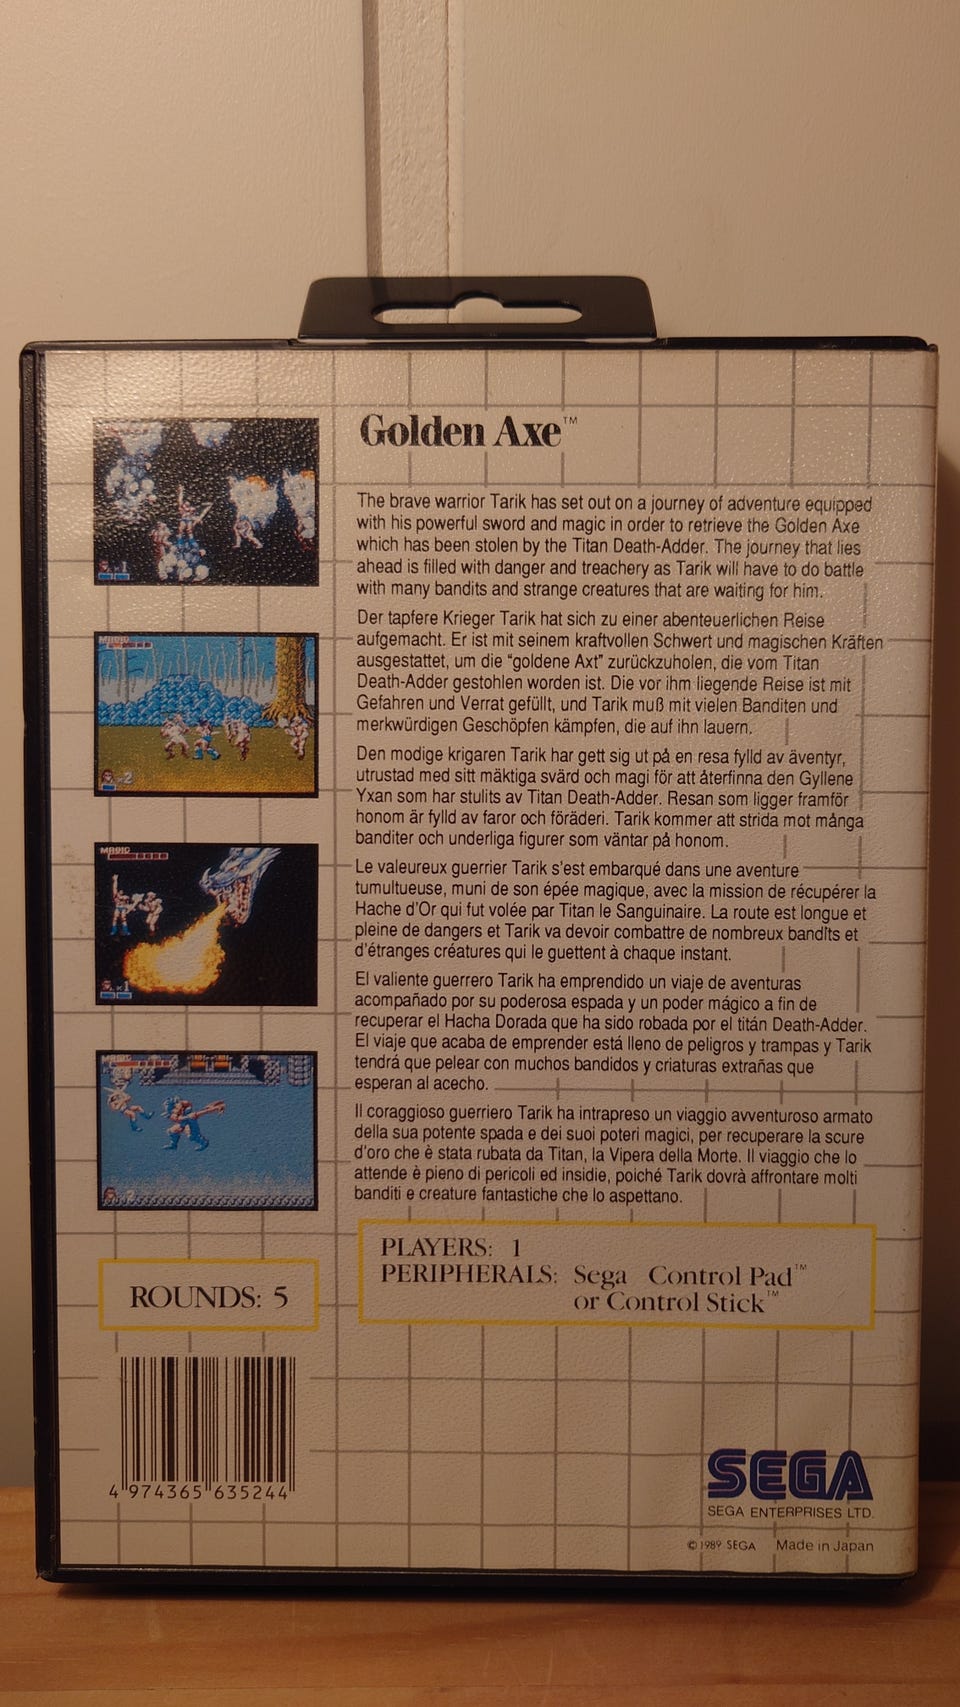 Golden Axe™
The brave warrior Tarik has set out on a journey of adventure equipped
with his powerful sword and magic in order to retrieve the Golden Axe
which has been stolen by the Titan Death-Adder. The journey that lies
ahead is filled with danger and treachery as Tarik will have to do battle
with many bandits and strange creatures that are waiting for him.
Der tapfere Krieger Tarik hat sich zu einer abenteuerlichen Reise
aufgemacht. Er ist mit seinem kraftvollen Schwert und magischen Kräften
ausgestattet, um die “goldene Axt” zurückzuholen, die vom Titan
Death-Adder gestohlen worden ist. Die vor ihm liegende Reise ist mit
Gefahren und Verrat gefüllt, und Tarik muß mit vielen Banditen und
merkwürdigen Geschöpfen kämpfen, die auf ihn lauern.
Den modige krigaren Tarik har gett sig ut på en resa fylld av äventyr,
utrustad med sitt mäktiga svärd och magi för att återfinna den Gyllene
Yxan som har stulits av Titan Death-Adder. Resan som ligger framför
honom är fylld av faror och föräderi. Tarik kommer att strida mot många
banditer och underliga figurer som väntar på honom.
Le valeureux guerrier Tarik s'est embarqué dans une aventure
tumultueuse, muni de son épée magique, avec la mission de récupérer la
Hache d'Or qui fut volée par Titan le Sanguinaire. La route est longue et
pleine de dangers et Tarik va devoir combattre de nombreux bandîts et
d'étranges créatures qui le guettent à chaque instant.
El valiente guerrero Tarik ha emprendido un viaje de aventuras
acompañado por su poderosa espada y un poder mágico a fin de
recuperar el Hacha Dorada que ha sido robada por el titán Death-Adder.
El viaje que acaba de emprender está lleno de peligros y trampas y Tarik
tendrá que pelear con muchos bandidos y criaturas extrañas que
esperan al acecho.
Il coraggioso guerriero Tarik ha intrapreso un viaggio avventuroso armato
della sua potente spada e dei suoi poteri magici, per recuperare la scure
d'oro che è stata rubata da Titan, la Vipera della Morte. Il viaggio che lo
attende è pieno di pericoli ed insidie, poiché Tarik dovrà affrontare molti
banditi e creature fantastiche che lo aspettano.
MAGIC
x2
MAGIC
x1
MAGIC
ROUNDS: 5
PLAYERS: 1
PERIPHERALS: Sega Control Pad™
or Control Stick™
4 974365 635244
SEGA
SEGA ENTERPRISES LTD.
© 1989 SEGA Made in Japan